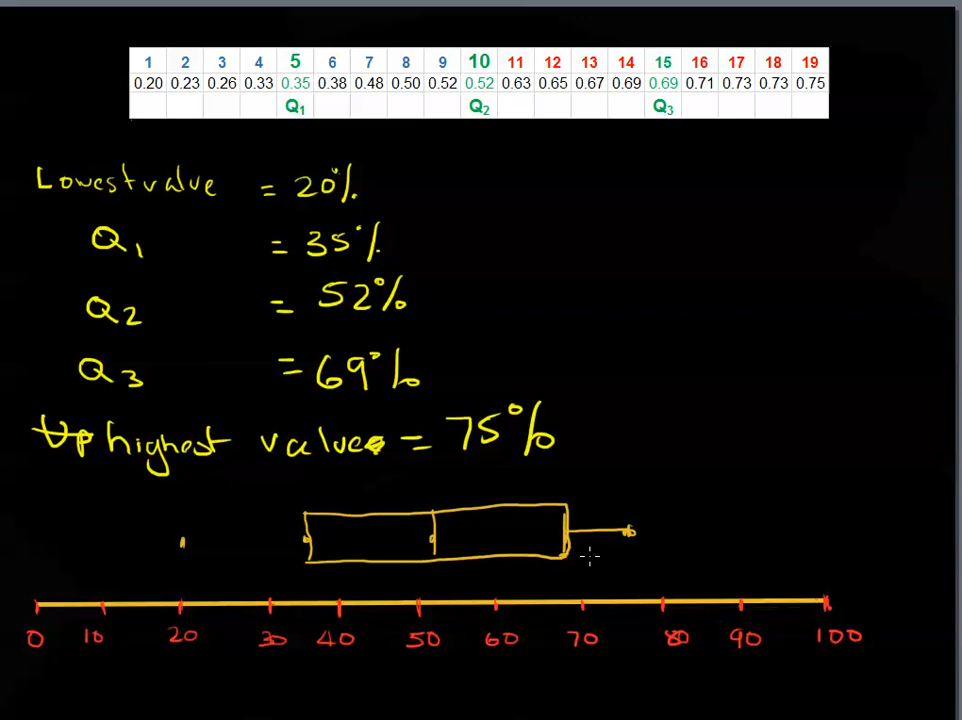 1 2 3 4 5 6 7 8 9 10 11 12 13 14 15 16 17 18 19
0.20 0.23 0.26 0.33 0.35 0.38 0.48 0.50 0.52 0.52 0.63 0.65 0.67 0.69 0.69 0.71 0.73 0.73 0.75
Q1 Q2 Q3
Lowest value = 20%
Q1 = 35%
Q2 = 52%
Q3 = 69%
Up highest value = 75%
0 10 20 30 40 50 60 70 80 90 100